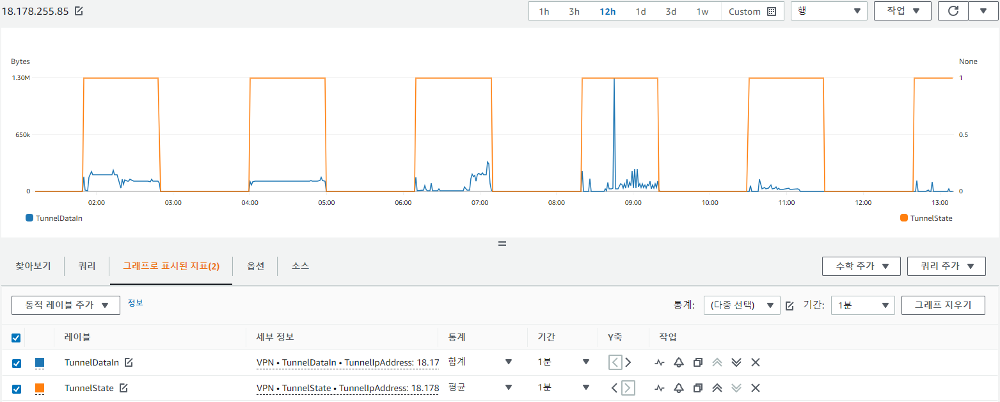 18.178.255.85
1h 3h 12h 1d 3d 1w Custom 행 작업
Bytes None
1.30M 1
650k 0.5
0 0
02:00 03:00 04:00 05:00 06:00 07:00 08:00 09:00 10:00 11:00 12:00 13:00
TunnelDataIn TunnelState
찾아보기 쿼리 그래프로 표시된 지표(2) 옵션 소스 수학 추가 쿼리 추가
동적 레이블 추가 정보 통계: (다중 선택) 기간: 1분 그래프 지우기
레이블 세부 정보 통계 기간 Y축 작업
TunnelDataIn VPN • TunnelDataIn • TunnelIpAddress: 18.17 합계 1분
TunnelState VPN • TunnelState • TunnelIpAddress: 18.178 평균 1분